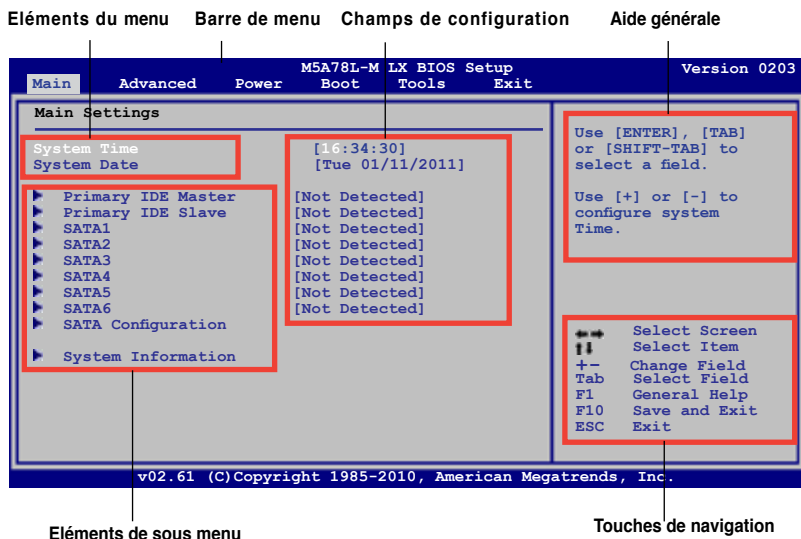 Eléments du menu Barre de menu Champs de configuration Aide générale
M5A78L-M LX BIOS Setup Version 0203
Main Advanced Power Boot Tools Exit
Main Settings
System Time [16:34:30]
System Date [Tue 01/11/2011]
Primary IDE Master [Not Detected]
Primary IDE Slave [Not Detected]
SATA1 [Not Detected]
SATA2 [Not Detected]
SATA3 [Not Detected]
SATA4 [Not Detected]
SATA5 [Not Detected]
SATA6 [Not Detected]
SATA Configuration
System Information
Use [ENTER], [TAB]
or [SHIFT-TAB] to
select a field.
Use [+] or [-] to
configure system
Time.
Select Screen
Select Item
+- Change Field
Tab Select Field
F1 General Help
F10 Save and Exit
ESC Exit
v02.61 (C)Copyright 1985-2010, American Megatrends, Inc.
Eléments de sous menu Touches de navigation